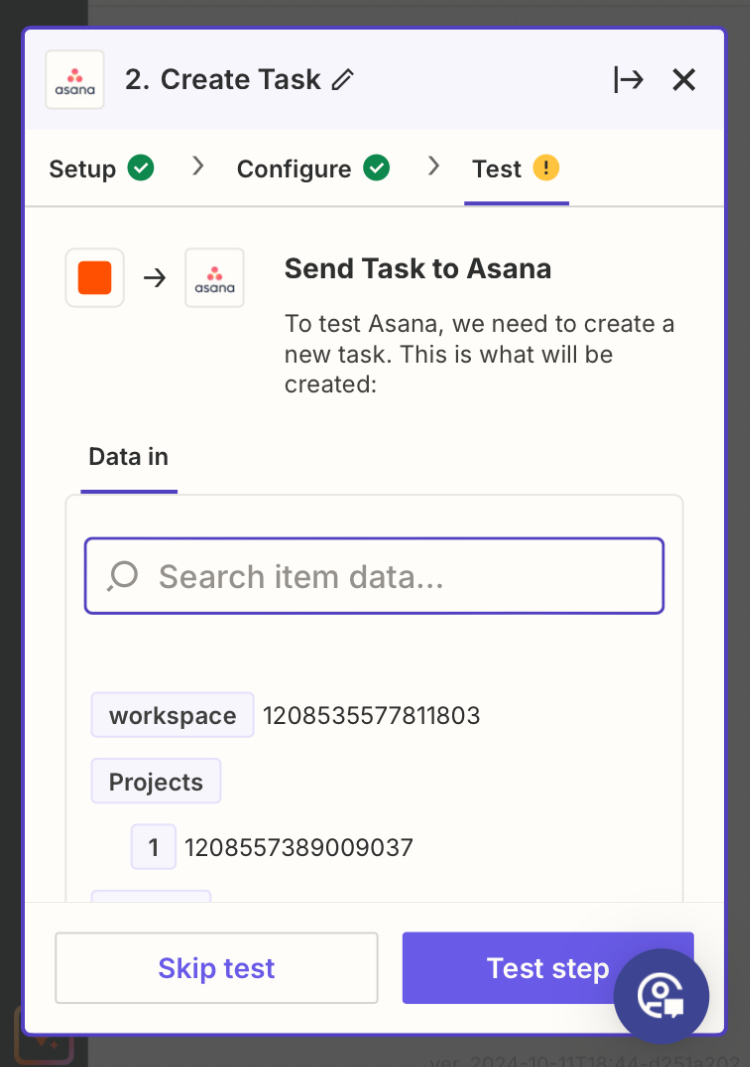 asana
2. Create Task
Setup
Configure
Test
!
asana
Send Task to Asana
To test Asana, we need to create a
new task. This is what will be
created:
Data in
Search item data...
workspace 1208535577811803
Projects
1 1208557389009037
Skip test
Test step
ver. 2024-10-11T18:44-d251a203